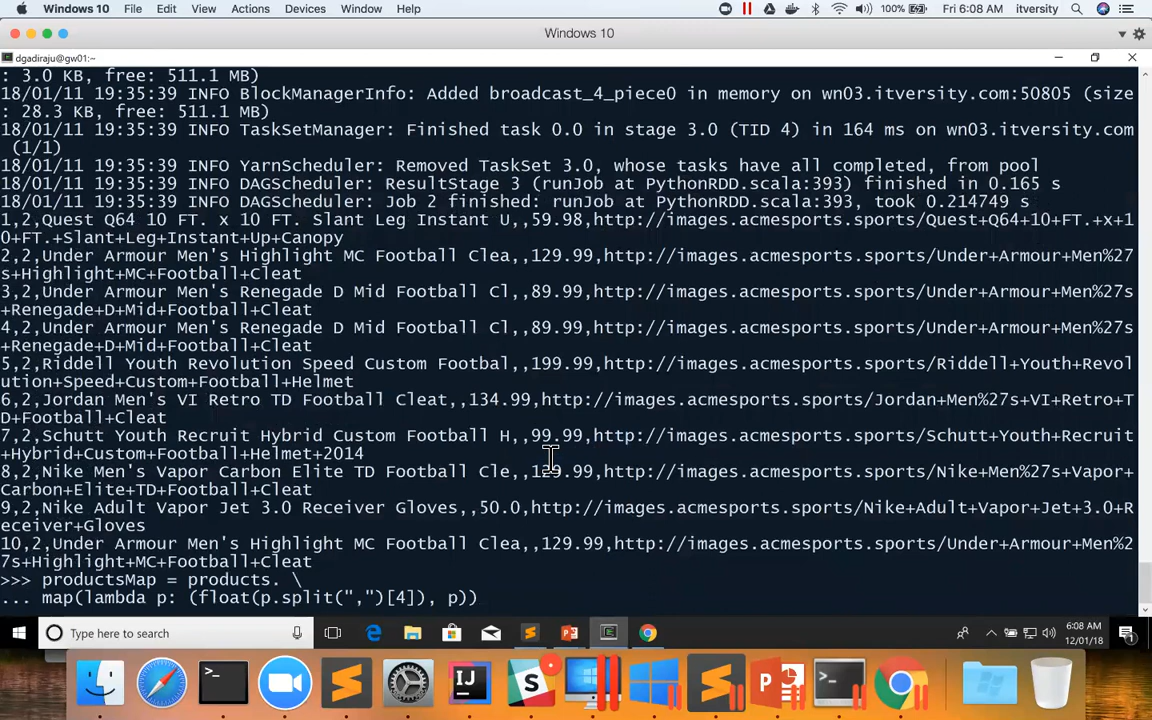 Windows 10 File Edit View Actions Devices Window Help 100% Fri 6:08 AM itversity
Windows 10
dgadiraju@gw01:~
: 3.0 KB, free: 511.1 MB)
18/01/11 19:35:39 INFO BlockManagerInfo: Added broadcast_4_piece0 in memory on wn03.itversity.com:50805 (size
: 28.3 KB, free: 511.1 MB)
18/01/11 19:35:39 INFO TaskSetManager: Finished task 0.0 in stage 3.0 (TID 4) in 164 ms on wn03.itversity.com
(1/1)
18/01/11 19:35:39 INFO YarnScheduler: Removed TaskSet 3.0, whose tasks have all completed, from pool
18/01/11 19:35:39 INFO DAGScheduler: ResultStage 3 (runJob at PythonRDD.scala:393) finished in 0.165 s
18/01/11 19:35:39 INFO DAGScheduler: Job 2 finished: runJob at PythonRDD.scala:393, took 0.214749 s
1,2,Quest Q64 10 FT. x 10 FT. Slant Leg Instant U,,59.98,http://images.acmesports.sports/Quest+Q64+10+FT.+x+1
0+FT.+Slant+Leg+Instant+Up+Canopy
2,2,Under Armour Men's Highlight MC Football Clea,,129.99,http://images.acmesports.sports/Under+Armour+Men%27
s+Highlight+MC+Football+Cleat
3,2,Under Armour Men's Renegade D Mid Football Cl,,89.99,http://images.acmesports.sports/Under+Armour+Men%27s
+Renegade+D+Mid+Football+Cleat
4,2,Under Armour Men's Renegade D Mid Football Cl,,89.99,http://images.acmesports.sports/Under+Armour+Men%27s
+Renegade+D+Mid+Football+Cleat
5,2,Riddell Youth Revolution Speed Custom Footbal,,199.99,http://images.acmesports.sports/Riddell+Youth+Revol
ution+Speed+Custom+Football+Helmet
6,2,Jordan Men's VI Retro TD Football Cleat,,134.99,http://images.acmesports.sports/Jordan+Men%27s+VI+Retro+T
D+Football+Cleat
7,2,Schutt Youth Recruit Hybrid Custom Football H,,99.99,http://images.acmesports.sports/Schutt+Youth+Recruit
+Hybrid+Custom+Football+Helmet+2014
8,2,Nike Men's Vapor Carbon Elite TD Football Cle,,129.99,http://images.acmesports.sports/Nike+Men%27s+Vapor+
Carbon+Elite+TD+Football+Cleat
9,2,Nike Adult Vapor Jet 3.0 Receiver Gloves,,50.0,http://images.acmesports.sports/Nike+Adult+Vapor+Jet+3.0+R
eceiver+Gloves
10,2,Under Armour Men's Highlight MC Football Clea,,129.99,http://images.acmesports.sports/Under+Armour+Men%2
7s+Highlight+MC+Football+Cleat
>>> productsMap = products. \
... map(lambda p: (float(p.split(",")[4]), p))
Type here to search
6:08 AM
12/01/18